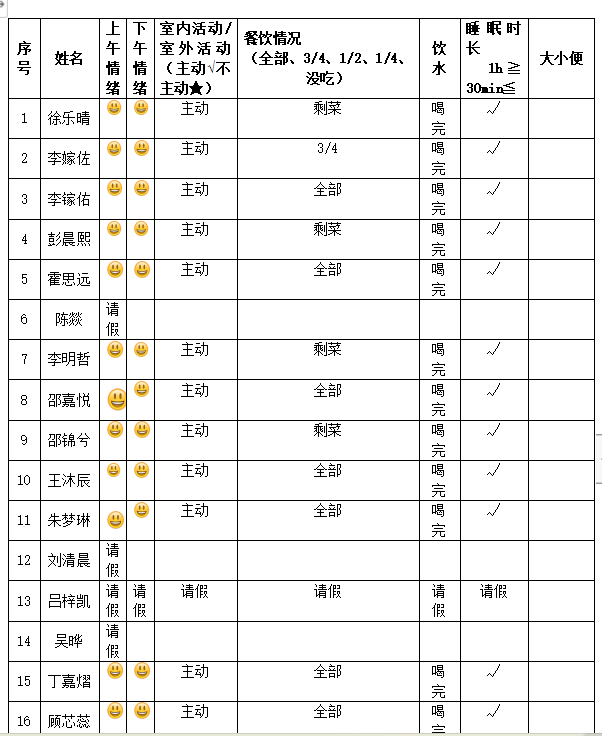 序号 姓名 上午情绪 下午情绪 室内活动/室外活动（主动√不主动★） 餐饮情况（全部、3/4、1/2、1/4、没吃） 饮水 睡眠时长 1h≧ 30min≦ 大小便
1 徐乐晴 😃 😃 主动 剩菜 喝完 √
2 李嫁佐 😃 😃 主动 3/4 喝完 √
3 李镓佑 😃 😃 主动 全部 喝完 √
4 彭晨熙 😃 😃 主动 剩菜 喝完 √
5 霍思远 😃 😃 主动 全部 喝完 √
6 陈燚 请假
7 李明哲 😃 😃 主动 剩菜 喝完 √
8 邵嘉悦 😃 😃 主动 全部 喝完 √
9 邵锦兮 😃 😃 主动 剩菜 喝完 √
10 王沐辰 😃 😃 主动 全部 喝完 √
11 朱梦琳 😃 😃 主动 全部 喝完 √
12 刘清晨 请假
13 吕梓凯 请假 请假 请假 请假 请假 请假
14 吴晔 请假
15 丁嘉熠 😃 😃 主动 全部 喝完 √
16 顾芯蕊 😃 😃 主动 全部 喝完 √